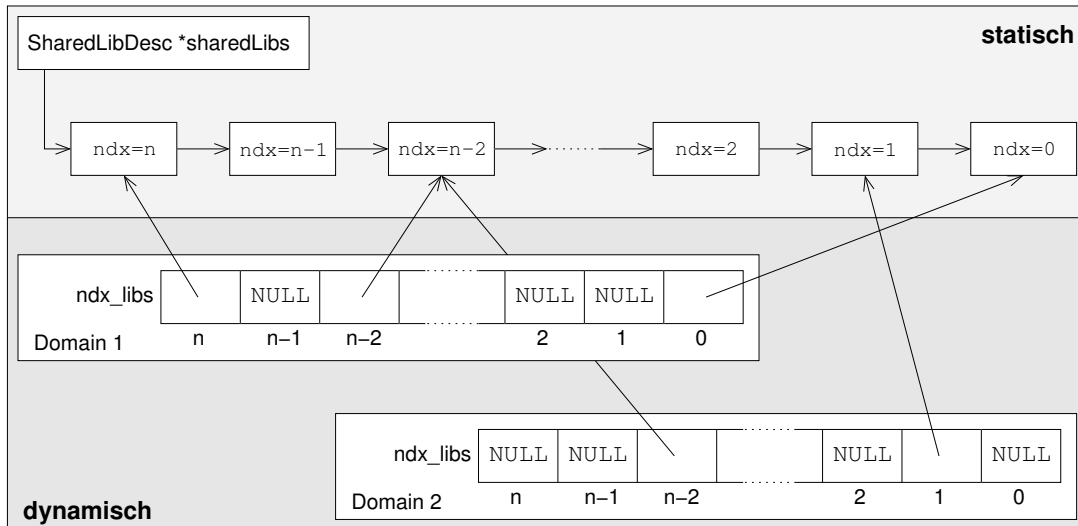 SharedLibDesc *sharedLibs
statisch
ndx=n ndx=n-1 ndx=n-2 ndx=2 ndx=1 ndx=0
ndx_libs NULL NULL NULL
Domain 1 n n−1 n−2 2 1 0
ndx_libs NULL NULL NULL NULL
Domain 2 n n−1 n−2 2 1 0
dynamisch